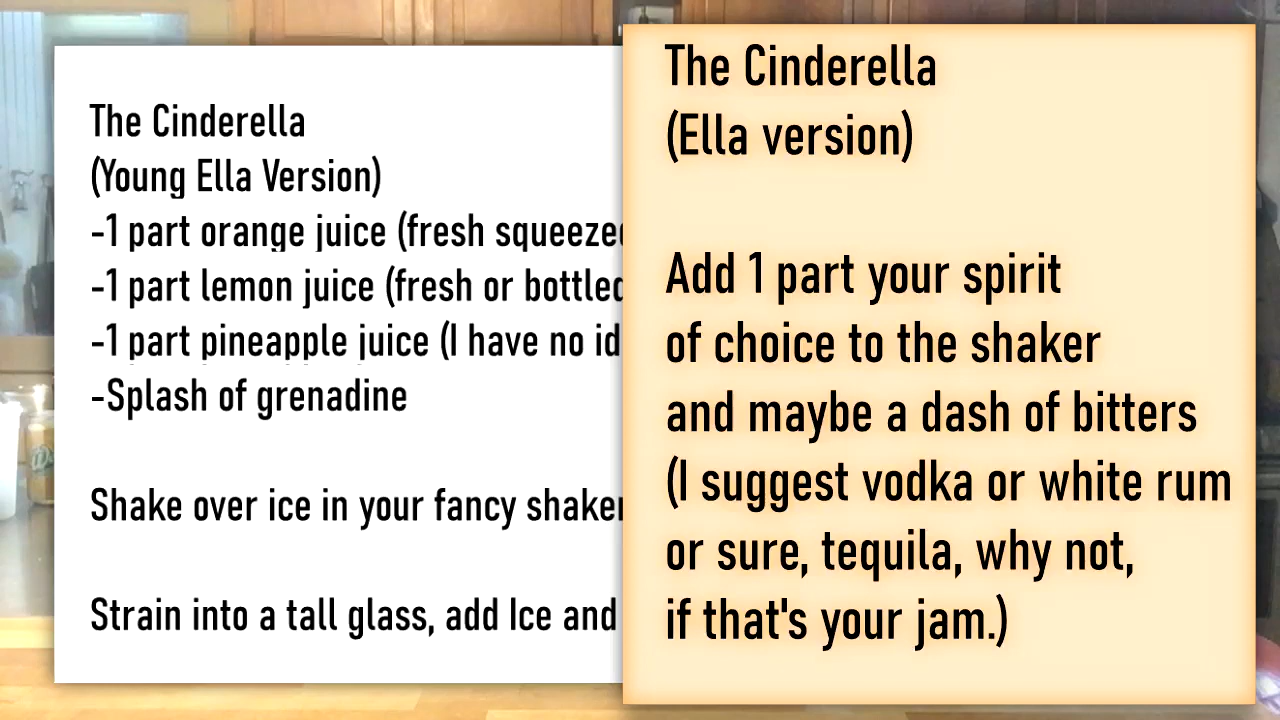 The Cinderella
(Young Ella Version)
-1 part orange juice (fresh
-1 part lemon juice (fresh or
-1 part pineapple juice (I have no
-Splash of grenadine
Shake over ice in your fancy
Strain into a tall glass, add Ice and
The Cinderella
(Ella version)
Add 1 part your spirit
of choice to the shaker
and maybe a dash of bitters
(I suggest vodka or white rum
or sure, tequila, why not,
if that's your jam.)